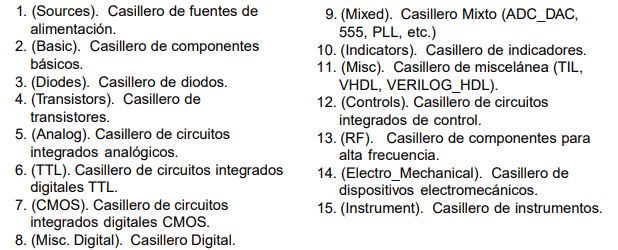 1. (Sources).  Casillero de fuentes de
alimentación.
2. (Basic).  Casillero de componentes
básicos.
3. (Diodes).  Casillero de diodos.
4. (Transistors).  Casillero de
transistores.
5. (Analog). Casillero de circuitos
integrados analógicos.
6. (TTL). Casillero de circuitos integrados
digitales TTL.
7. (CMOS). Casillero de circuitos
integrados digitales CMOS.
8. (Misc. Digital).  Casillero Digital.
9. (Mixed).  Casillero Mixto (ADC_DAC,
555, PLL, etc.)
10. (Indicators).  Casillero de indicadores.
11. (Misc).  Casillero de miscelánea (TIL,
VHDL, VERILOG_HDL).
12. (Controls). Casillero de circuitos
integrados de control.
13. (RF).   Casillero de componentes para
alta frecuencia.
14. (Electro_Mechanical).  Casillero de
dispositivos electromecánicos.
15. (Instrument).  Casillero de instrumentos.